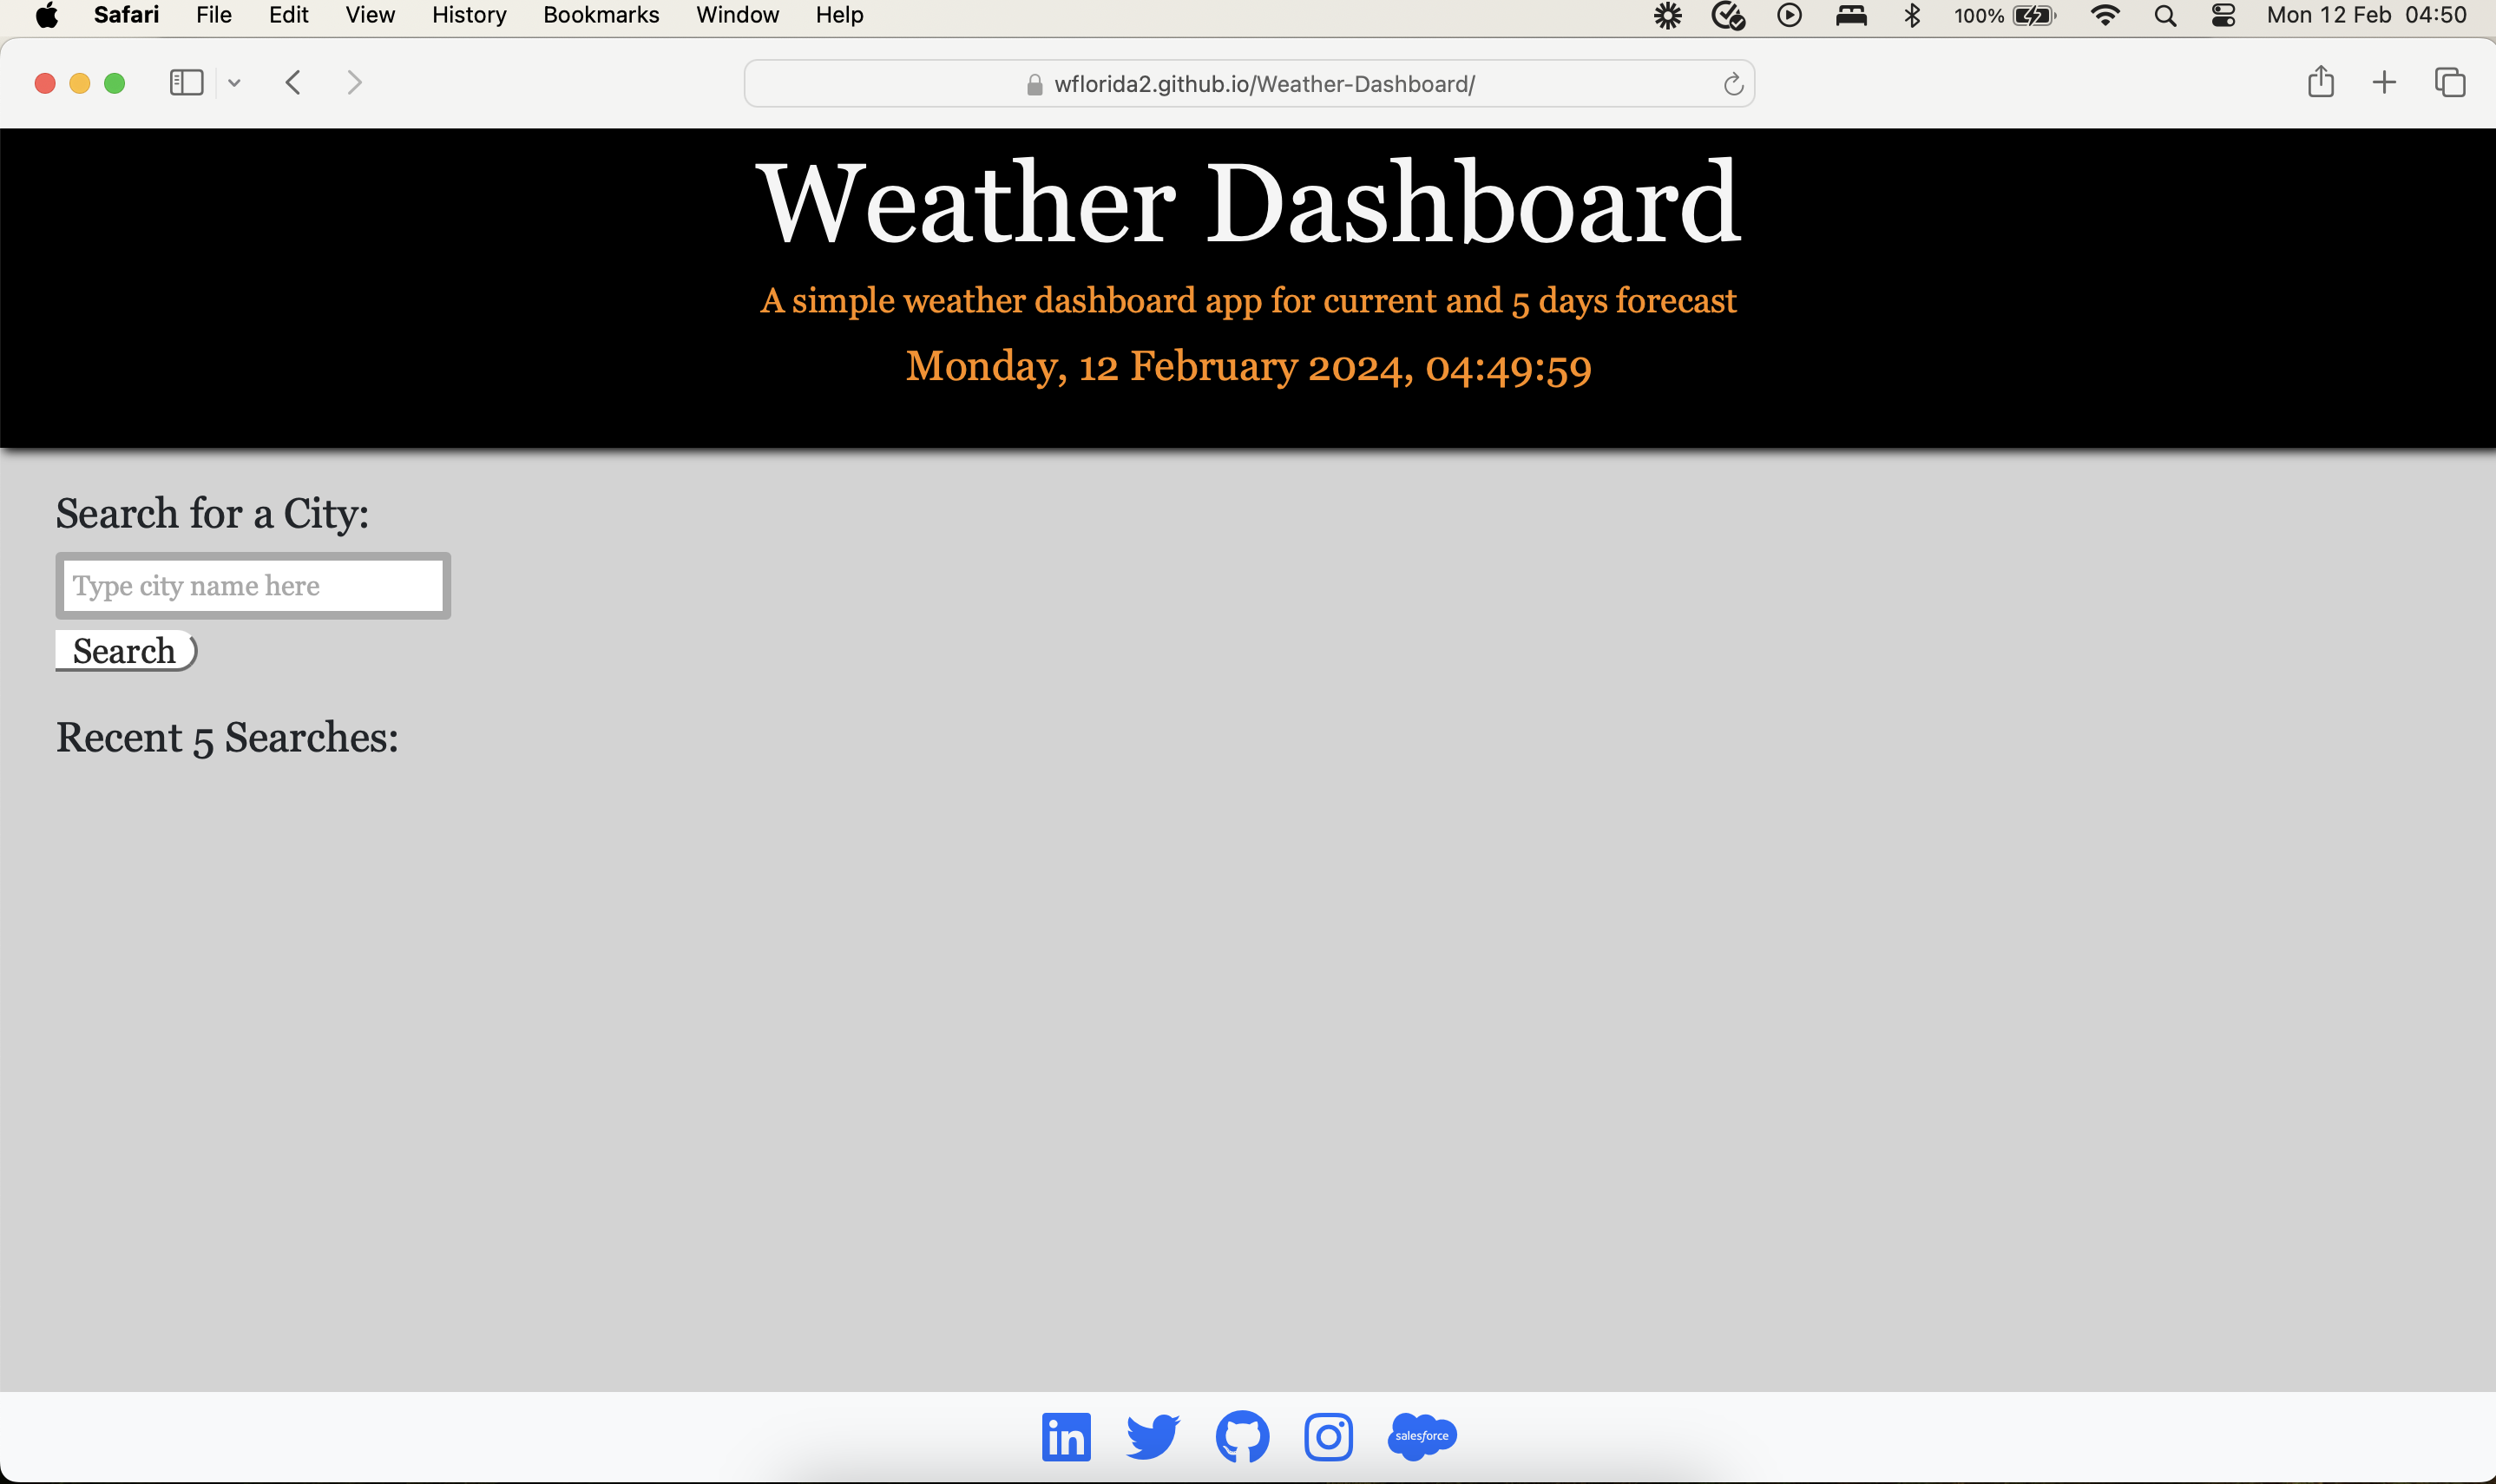 Safari File Edit View History Bookmarks Window Help 100% Mon 12 Feb 04:50
wflorida2.github.io/Weather-Dashboard/
Weather Dashboard
A simple weather dashboard app for current and 5 days forecast
Monday, 12 February 2024, 04:49:59
Search for a City:
Type city name here
Search
Recent 5 Searches:
in
salesforce